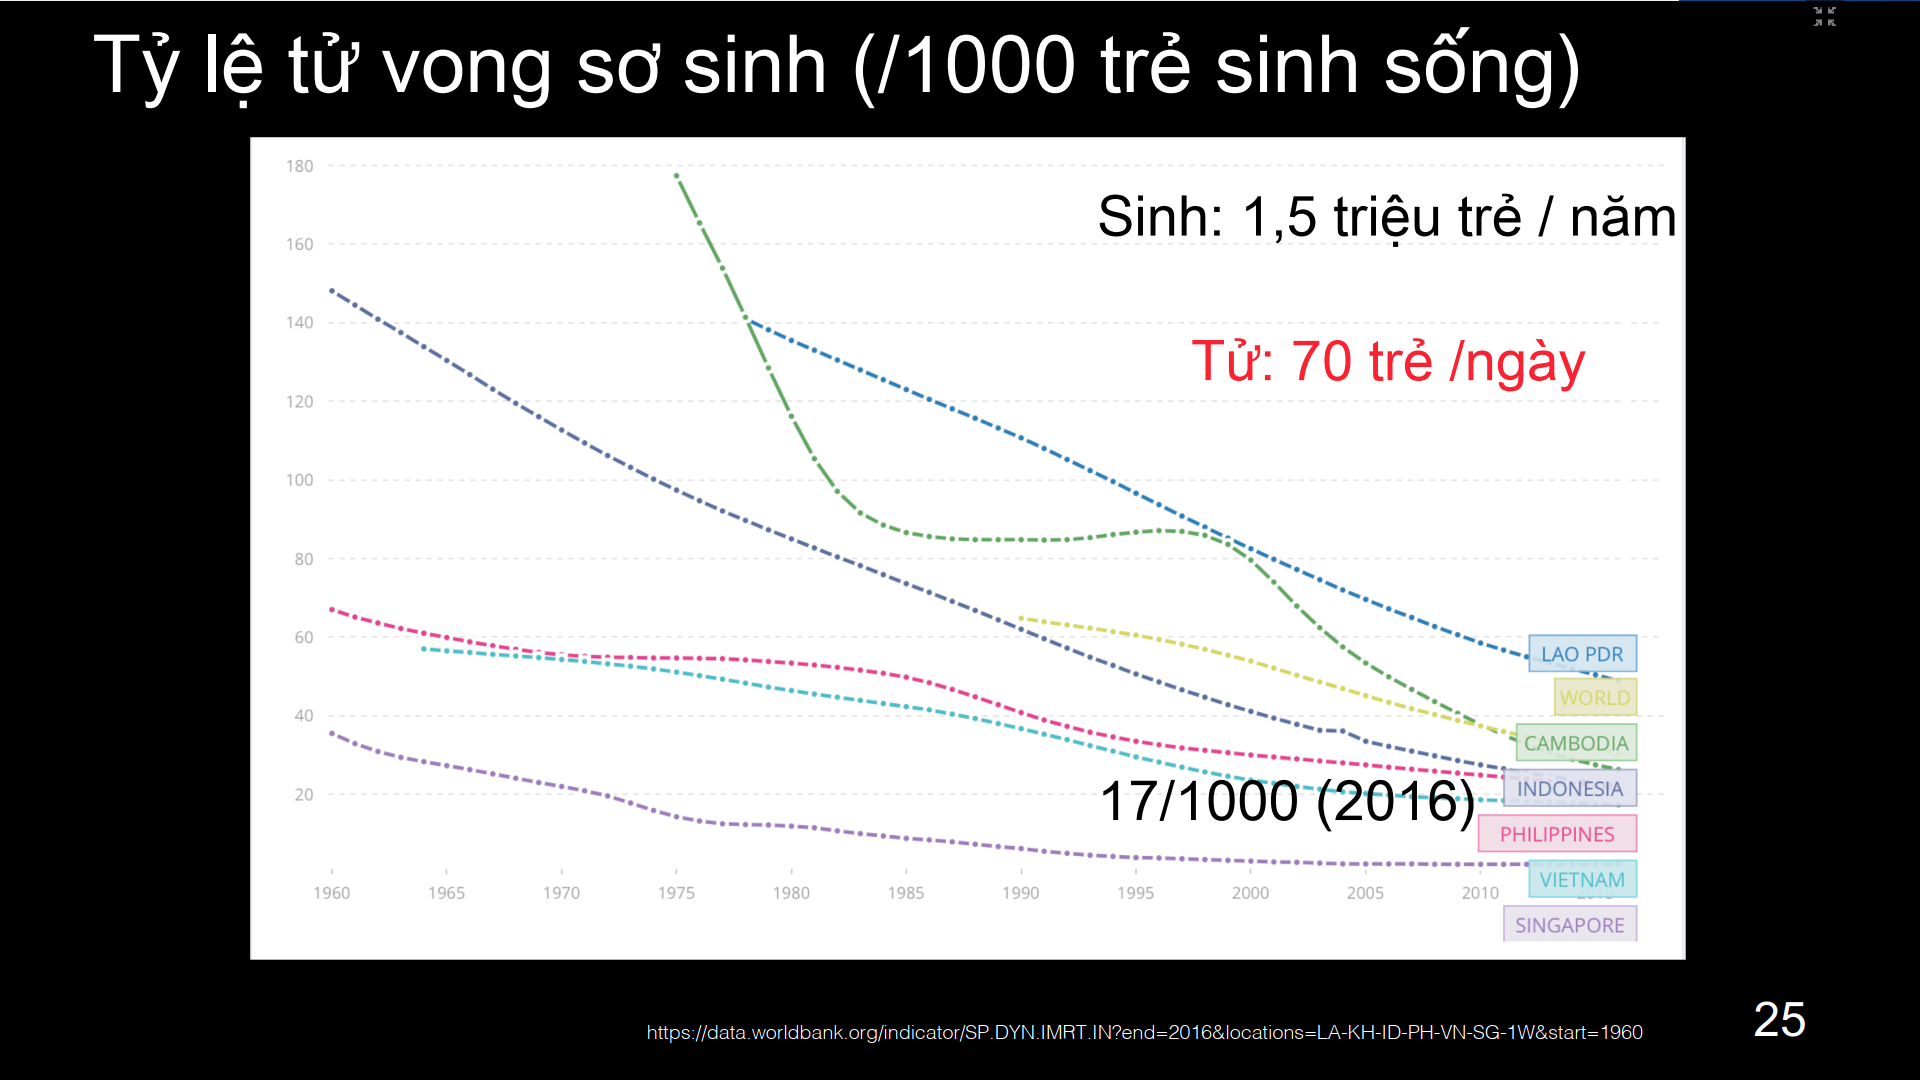 Tỷ lệ tử vong sơ sinh (/1000 trẻ sinh sống)
180
Sinh: 1,5 triệu trẻ / năm
160
140
Tử: 70 trẻ /ngày
120
100
80
60
LAO PDR
WORLD
40
CAMBODIA
INDONESIA
20
17/1000 (2016)
PHILIPPINES
VIETNAM
1960 1965 1970 1975 1980 1985 1990 1995 2000 2005 2010 2015
SINGAPORE
https://data.worldbank.org/indicator/SP.DYN.IMRT.IN?end=2016&locations=LA-KH-ID-PH-VN-SG-1W&start=1960
25